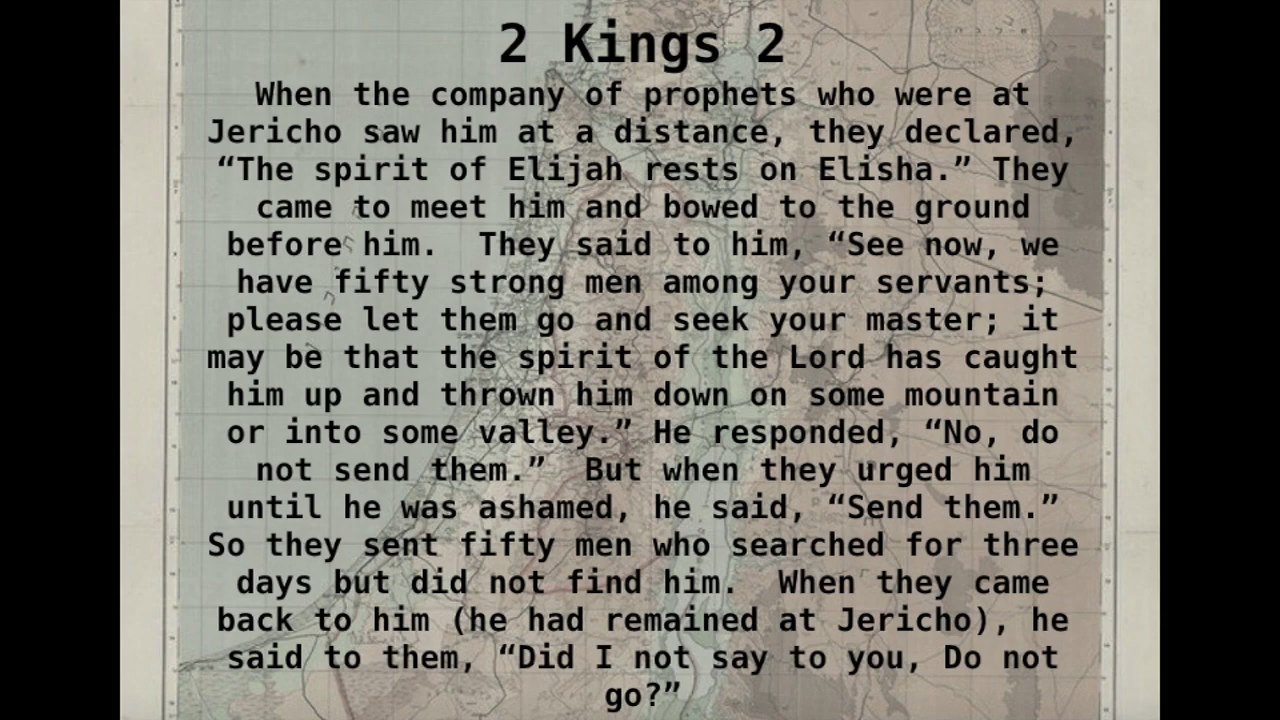 2 Kings 2
When the company of prophets who were at
Jericho saw him at a distance, they declared,
“The spirit of Elijah rests on Elisha.” They
came to meet him and bowed to the ground
before him.  They said to him, “See now, we
have fifty strong men among your servants;
please let them go and seek your master; it
may be that the spirit of the Lord has caught
him up and thrown him down on some mountain
or into some valley.” He responded, “No, do
not send them.”  But when they urged him
until he was ashamed, he said, “Send them.”
So they sent fifty men who searched for three
days but did not find him.  When they came
back to him (he had remained at Jericho), he
said to them, “Did I not say to you, Do not
go?”